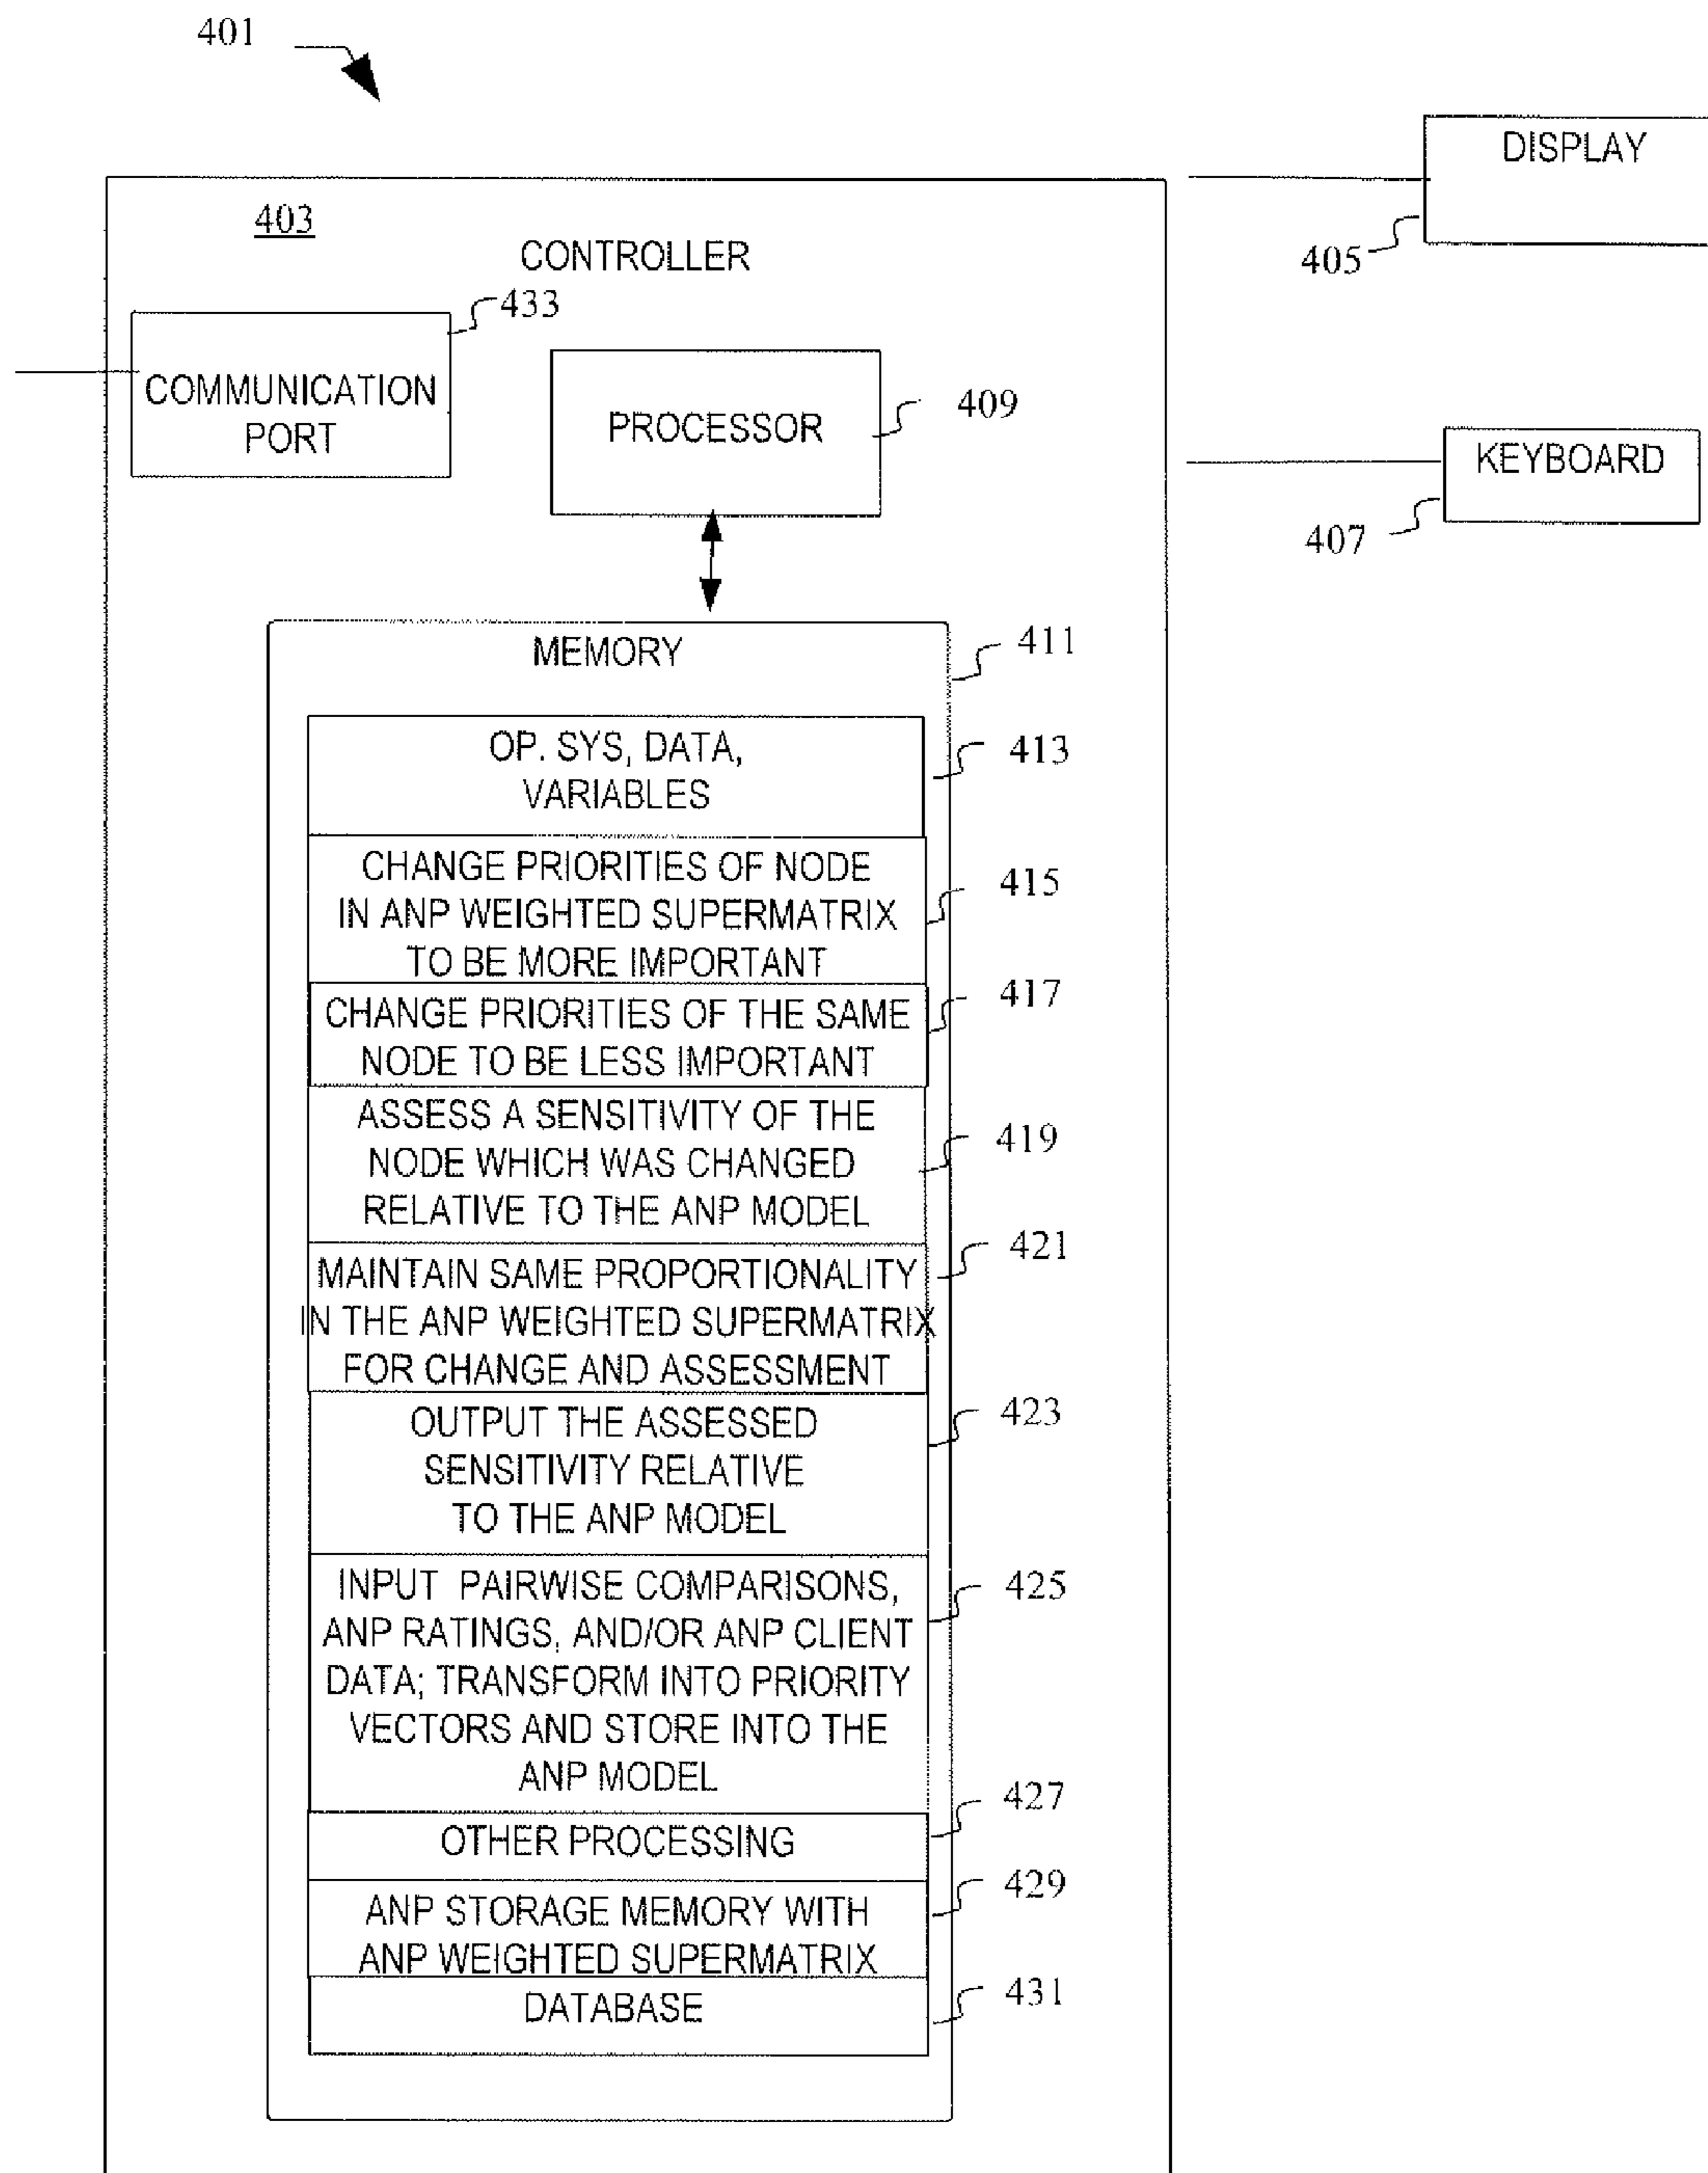 401
DISPLAY
405
403
CONTROLLER
433
COMMUNICATION
PORT
PROCESSOR
409
KEYBOARD
407
MEMORY
411
OP. SYS, DATA,
VARIABLES
413
CHANGE PRIORITIES OF NODE
IN ANP WEIGHTED SUPERMATRIX
TO BE MORE IMPORTANT
415
CHANGE PRIORITIES OF THE SAME
NODE TO BE LESS IMPORTANT
417
ASSESS A SENSITIVITY OF THE
NODE WHICH WAS CHANGED
RELATIVE TO THE ANP MODEL
419
MAINTAIN SAME PROPORTIONALITY
IN THE ANP WEIGHTED SUPERMATRIX
FOR CHANGE AND ASSESSMENT
421
OUTPUT THE ASSESSED
SENSITIVITY RELATIVE
TO THE ANP MODEL
423
INPUT PAIRWISE COMPARISONS,
ANP RATINGS, AND/OR ANP CLIENT
DATA; TRANSFORM INTO PRIORITY
VECTORS AND STORE INTO THE
ANP MODEL
425
OTHER PROCESSING
427
ANP STORAGE MEMORY WITH
ANP WEIGHTED SUPERMATRIX
429
DATABASE
431